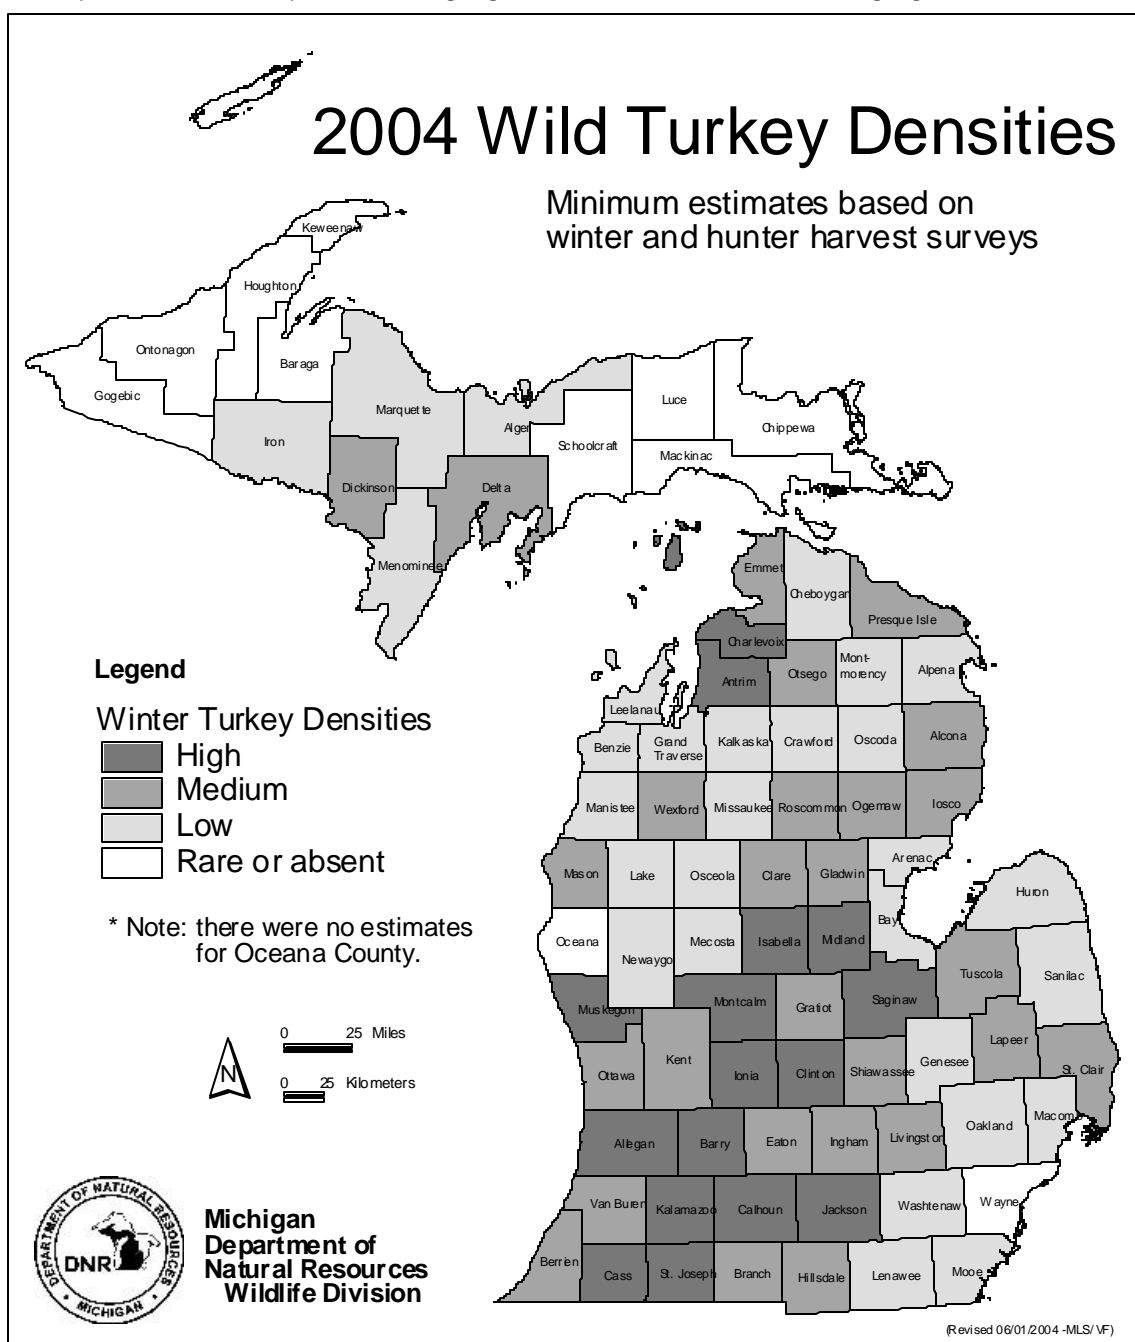 2004 Wild Turkey Densities
Minimum estimates based on
winter and hunter harvest surveys
Keweenaw
Houghton
Ontonagon
Baraga
Gogebic
Marquette
Iron
Alger
Luce
Chippewa
Schoolcraft
Mackinac
Dickinson
Delta
Menominee
Emmet
Cheboygan
Presque Isle
Charlevoix
Antrim
Otsego
Mont-
morency
Alpena
Leelanau
Benzie
Grand
Traverse
Kalkaska
Crawford
Oscoda
Alcona
Manistee
Wexford
Missaukee
Roscommon
Ogemaw
Iosco
Mason
Lake
Osceola
Clare
Gladwin
Arenac
Huron
Oceana
Newaygo
Mecosta
Isabella
Midland
Bay
Tuscola
Sanilac
Muskegon
Montcalm
Gratiot
Saginaw
Lapeer
St. Clair
Ottawa
Kent
Ionia
Clinton
Shiawassee
Genesee
Allegan
Barry
Eaton
Ingham
Livingston
Oakland
Macomb
Van Buren
Kalamazoo
Calhoun
Jackson
Washtenaw
Wayne
Berrien
Cass
St. Joseph
Branch
Hillsdale
Lenawee
Legend
Winter Turkey Densities
High
Medium
Low
Rare or absent
* Note: there were no estimates
for Oceana County.
N
0 25 Miles
0 25 Kilometers
DEPARTMENT OF NATURAL RESOURCES
DNR
MICHIGAN
Michigan
Department of
Natural Resources
Wildlife Division
(Revised 06/01/2004 -MLS/VF)